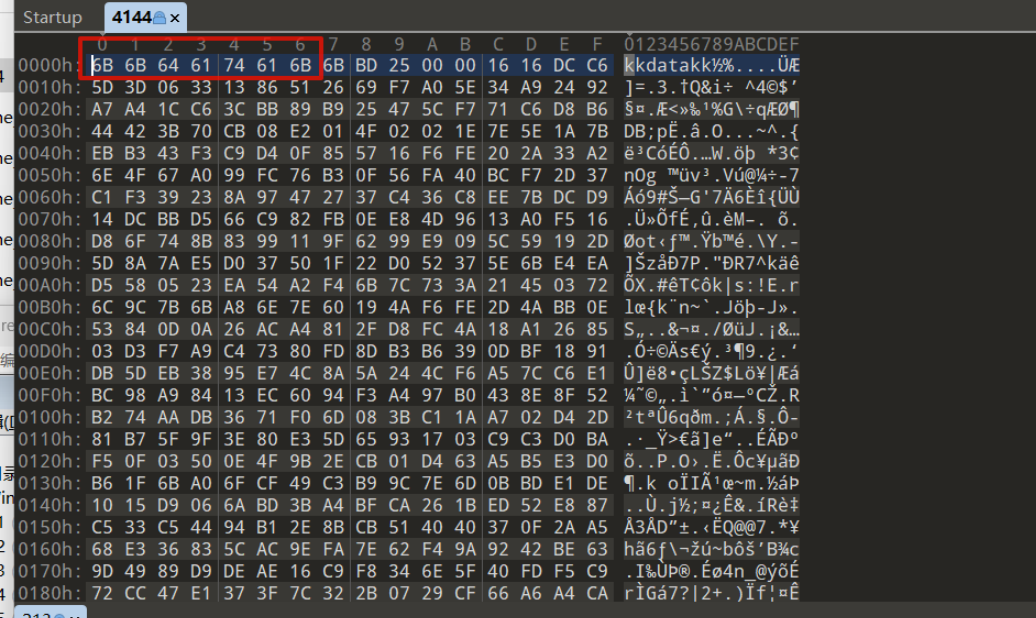 Startup 4144 ×
0 1 2 3 4 5 6 7 8 9 A B C D E F 0123456789ABCDEF
0000h: 6B 6B 64 61 74 61 6B 6B BD 25 00 00 16 16 DC C6 kkdatakk½%....ÜÆ
0010h: 5D 3D 06 33 13 86 51 26 69 F7 A0 5E 34 A9 24 92 ]=.3.†Q&i÷ ^4©$’
0020h: A7 A4 1C C6 3C BB 89 B9 25 47 5C F7 71 C6 D8 B6 §¤.Æ<»‰¹%G\÷qÆØ¶
0030h: 44 42 3B 70 CB 08 E2 01 4F 02 02 1E 7E 5E 1A 7B DB;pË.â.O...~^.{
0040h: EB B3 43 F3 C9 D4 0F 85 57 16 F6 FE 20 2A 33 A2 ë³CóÉÔ.…W.öþ *3¢
0050h: 6E 4F 67 A0 99 FC 76 B3 0F 56 FA 40 BC F7 2D 37 nOg ™üv³.Vú@¼÷-7
0060h: C1 F3 39 23 8A 97 47 27 37 C4 36 C8 EE 7B DC D9 Áó9#Š—G'7Ä6Èî{ÜÙ
0070h: 14 DC BB D5 66 C9 82 FB 0E E8 4D 96 13 A0 F5 16 .Ü»ÕfÉ‚û.èM–. õ.
0080h: D8 6F 74 8B 83 99 11 9F 62 99 E9 09 5C 59 19 2D Øot‹ƒ™.Ÿb™é.\Y.-
0090h: 5D 8A 7A E5 D0 37 50 1F 22 D0 52 37 5E 6B E4 EA ]ŠzåÐ7P."ÐR7^käê
00A0h: D5 58 05 23 EA 54 A2 F4 6B 7C 73 3A 21 45 03 72 ÕX.#êT¢ôk|s:!E.r
00B0h: 6C 9C 7B 6B A8 6E 7E 60 19 4A F6 FE 2D 4A BB 0E lœ{k¨n~`.Jöþ-J».
00C0h: 53 84 0D 0A 26 AC A4 81 2F D8 FC 4A 18 A1 26 85 S„..&¬¤./ØüJ.¡&…
00D0h: 03 D3 F7 A9 C4 73 80 FD 8D B3 B6 39 0D BF 18 91 .Ó÷©Äs€ý.³¶9.¿.‘
00E0h: DB 5D EB 38 95 E7 4C 8A 5A 24 4C F6 A5 7C C6 E1 Û]ë8•çLŠZ$Lö¥|Æá
00F0h: BC 98 A9 84 13 EC 60 94 F3 A4 97 B0 43 8E 8F 52 ¼˜©„.ì`”ó¤—°CŽ.R
0100h: B2 74 AA DB 36 71 F0 6D 08 3B C1 1A A7 02 D4 2D ²tªÛ6qðm.;Á.§.Ô-
0110h: 81 B7 5F 9F 3E 80 E3 5D 65 93 17 03 C9 C3 D0 BA .·_Ÿ>€ã]e“..ÉÃÐº
0120h: F5 0F 03 50 0E 4F 9B 2E CB 01 D4 63 A5 B5 E3 D0 õ..P.O›.Ë.Ôc¥µãÐ
0130h: B6 1F 6B A0 6F CF 49 C3 B9 9C 7E 6D 0B BD E1 DE ¶.k oÏIÃ¹œ~m.½áÞ
0140h: 10 15 D9 06 6A BD 3B A4 BF CA 26 1B ED 52 E8 87 ..Ù.j½;¤¿Ê&.íRè‡
0150h: C5 33 C5 44 94 B1 2E 8B CB 51 40 40 37 0F 2A A5 Å3ÅD”±.‹ËQ@@7.*¥
0160h: 68 E3 36 83 5C AC 9E FA 7E 62 F4 9A 92 42 BE 63 hã6ƒ\¬žú~bôš’B¾c
0170h: 9D 49 89 D9 DE AE 16 C9 F8 34 6E 5F 40 FD F5 C9 .I‰ÙÞ®.Éø4n_@ýõÉ
0180h: 72 CC 47 E1 37 3F 7C 32 2B 07 29 CF 66 A6 A4 CA rÌGá7?|2+.)Ïf¦¤Ê